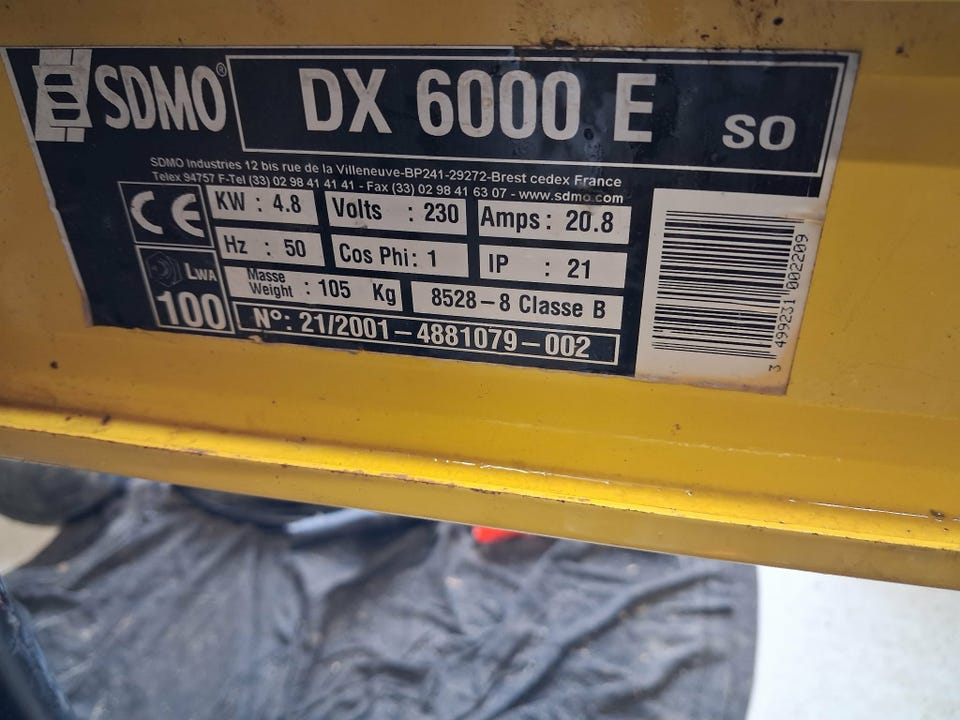 SDMO® DX 6000 E SO
SDMO Industries 12 bis rue de la Villeneuve-BP241-29272-Brest cedex France
Telex 94757 F-Tel (33) 02 98 41 41 41 - Fax (33) 02 98 41 63 07 - www.sdmo.com
CE KW : 4.8 Volts : 230 Amps : 20.8
Hz : 50 Cos Phi : 1 IP : 21
LWA
100
Masse
Weight : 105 Kg 8528-8 Classe B
N°: 21/2001-4881079-002
3 499231 002209